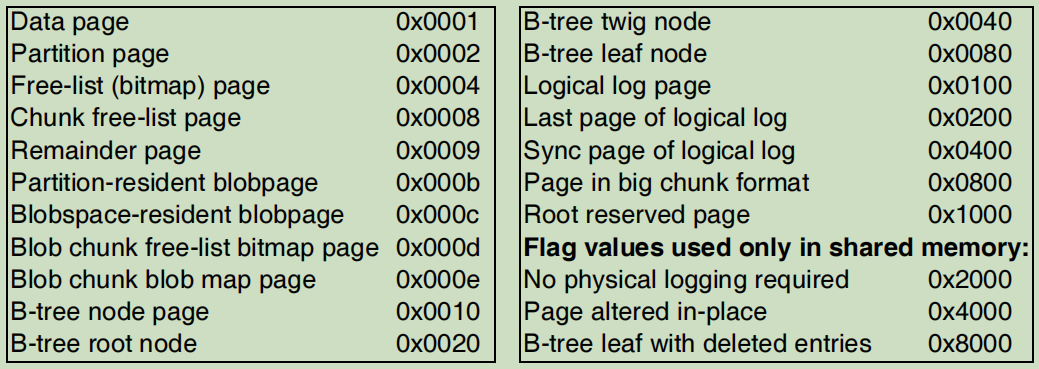 Data page 0x0001
Partition page 0x0002
Free-list (bitmap) page 0x0004
Chunk free-list page 0x0008
Remainder page 0x0009
Partition-resident blobpage 0x000b
Blobspace-resident blobpage 0x000c
Blob chunk free-list bitmap page 0x000d
Blob chunk blob map page 0x000e
B-tree node page 0x0010
B-tree root node 0x0020
B-tree twig node 0x0040
B-tree leaf node 0x0080
Logical log page 0x0100
Last page of logical log 0x0200
Sync page of logical log 0x0400
Page in big chunk format 0x0800
Root reserved page 0x1000
Flag values used only in shared memory:
No physical logging required 0x2000
Page altered in-place 0x4000
B-tree leaf with deleted entries 0x8000